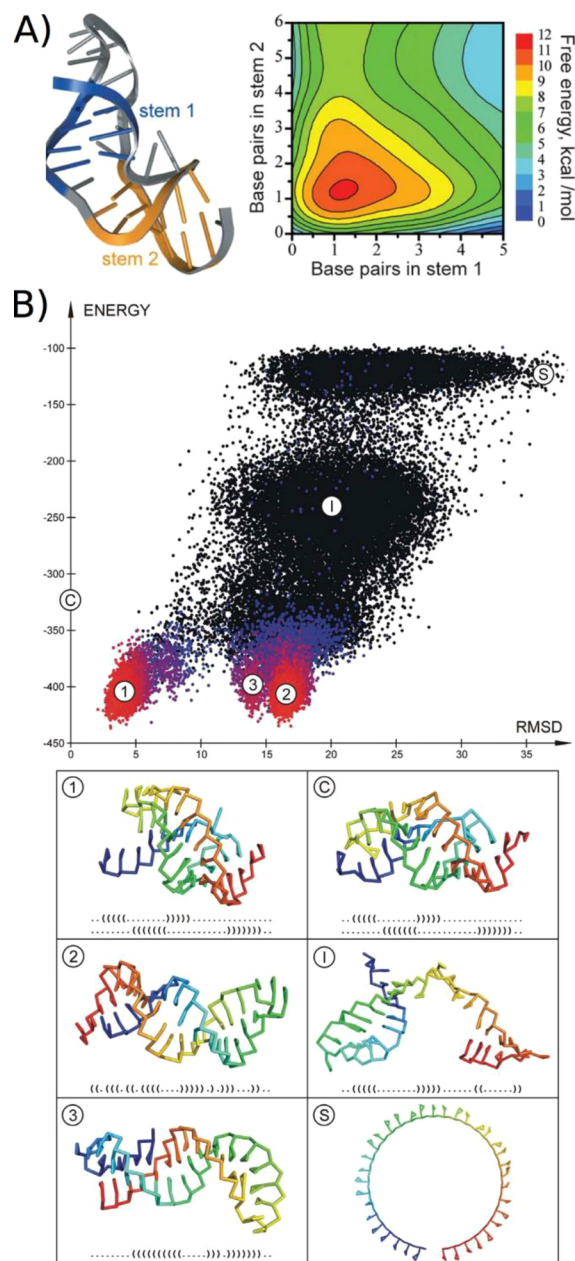 A)
stem 1
stem 2
Base pairs in stem 2
6
5
4
3
2
1
0
0 1 2 3 4 5
Base pairs in stem 1
12
11
10
9
8
7
6
5
4
3
2
1
0
Free energy, kcal /mol
B)
ENERGY
-100
S
-150
-200
I
-250
-300
C
-350
-400
1 3 2
RMSD
-450
0 5 10 15 20 25 30 35
1
C
2
I
3
S